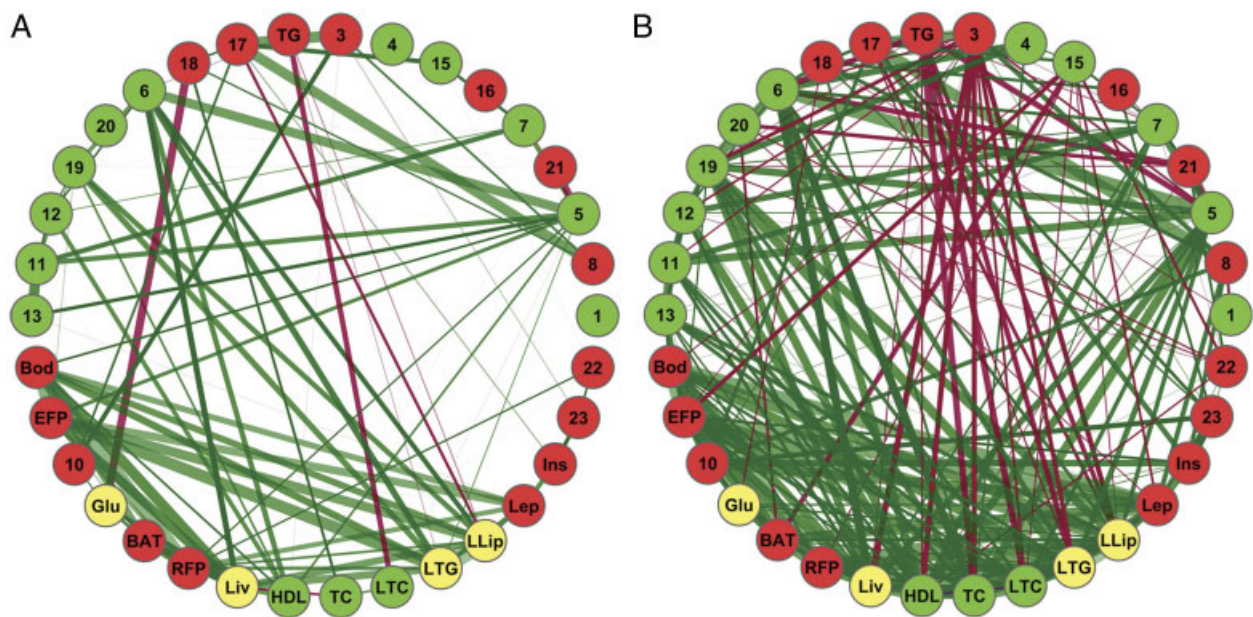 A
B
TG
3
4
15
16
7
21
5
8
1
22
23
Ins
Lep
LLip
LTG
LTC
TC
HDL
Liv
RFP
BAT
Glu
10
EFP
Bod
13
11
12
19
20
6
18
17
TG
3
4
15
16
7
21
5
8
1
22
23
Ins
Lep
LLip
LTG
LTC
TC
HDL
Liv
RFP
BAT
Glu
10
EFP
Bod
13
11
12
19
20
6
18
17